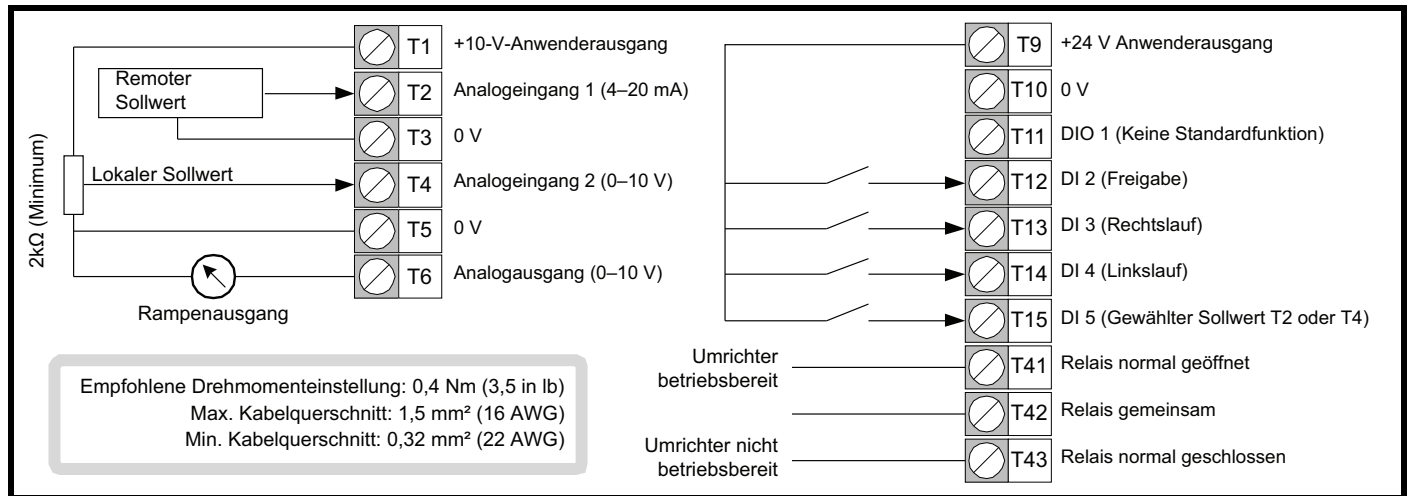 T1 +10-V-Anwenderausgang
Remoter
Sollwert
T2 Analogeingang 1 (4–20 mA)
T3 0 V
2kΩ (Minimum)
Lokaler Sollwert
T4 Analogeingang 2 (0–10 V)
T5 0 V
T6 Analogausgang (0–10 V)
Rampenausgang
Empfohlene Drehmomenteinstellung: 0,4 Nm (3,5 in lb)
Max. Kabelquerschnitt: 1,5 mm² (16 AWG)
Min. Kabelquerschnitt: 0,32 mm² (22 AWG)
T9 +24 V Anwenderausgang
T10 0 V
T11 DIO 1 (Keine Standardfunktion)
T12 DI 2 (Freigabe)
T13 DI 3 (Rechtslauf)
T14 DI 4 (Linkslauf)
T15 DI 5 (Gewählter Sollwert T2 oder T4)
Umrichter
betriebsbereit
T41 Relais normal geöffnet
T42 Relais gemeinsam
Umrichter nicht
betriebsbereit
T43 Relais normal geschlossen